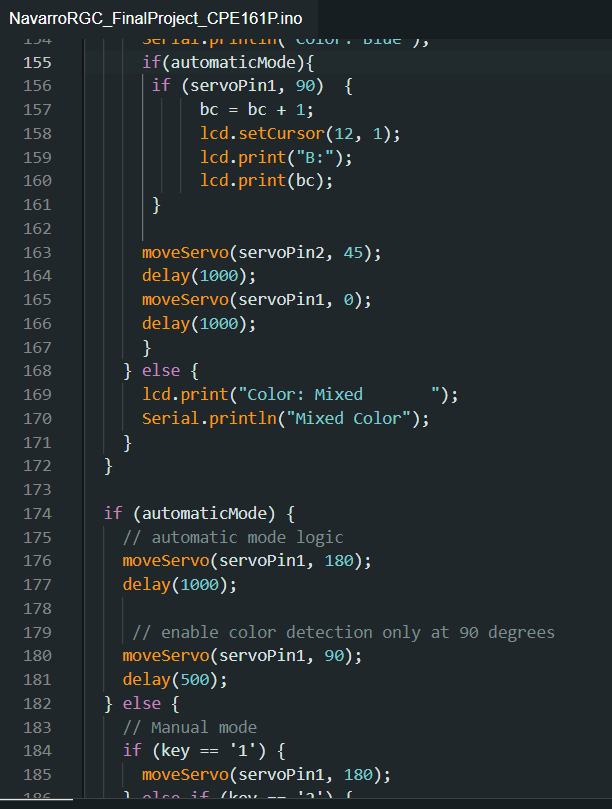 NavarroRGC_FinalProject_CPE161P.ino
154 Serial.println("Color: Blue");
155 if(automaticMode){
156 if (servoPin1, 90)  {
157 bc = bc + 1;
158 lcd.setCursor(12, 1);
159 lcd.print("B:");
160 lcd.print(bc);
161 }
162
163 moveServo(servoPin2, 45);
164 delay(1000);
165 moveServo(servoPin1, 0);
166 delay(1000);
167 }
168 } else {
169 lcd.print("Color: Mixed       ");
170 Serial.println("Mixed Color");
171 }
172 }
173
174 if (automaticMode) {
175 // automatic mode logic
176 moveServo(servoPin1, 180);
177 delay(1000);
178
179 // enable color detection only at 90 degrees
180 moveServo(servoPin1, 90);
181 delay(500);
182 } else {
183 // Manual mode
184 if (key == '1') {
185 moveServo(servoPin1, 180);
186 } else if (key == '2') {